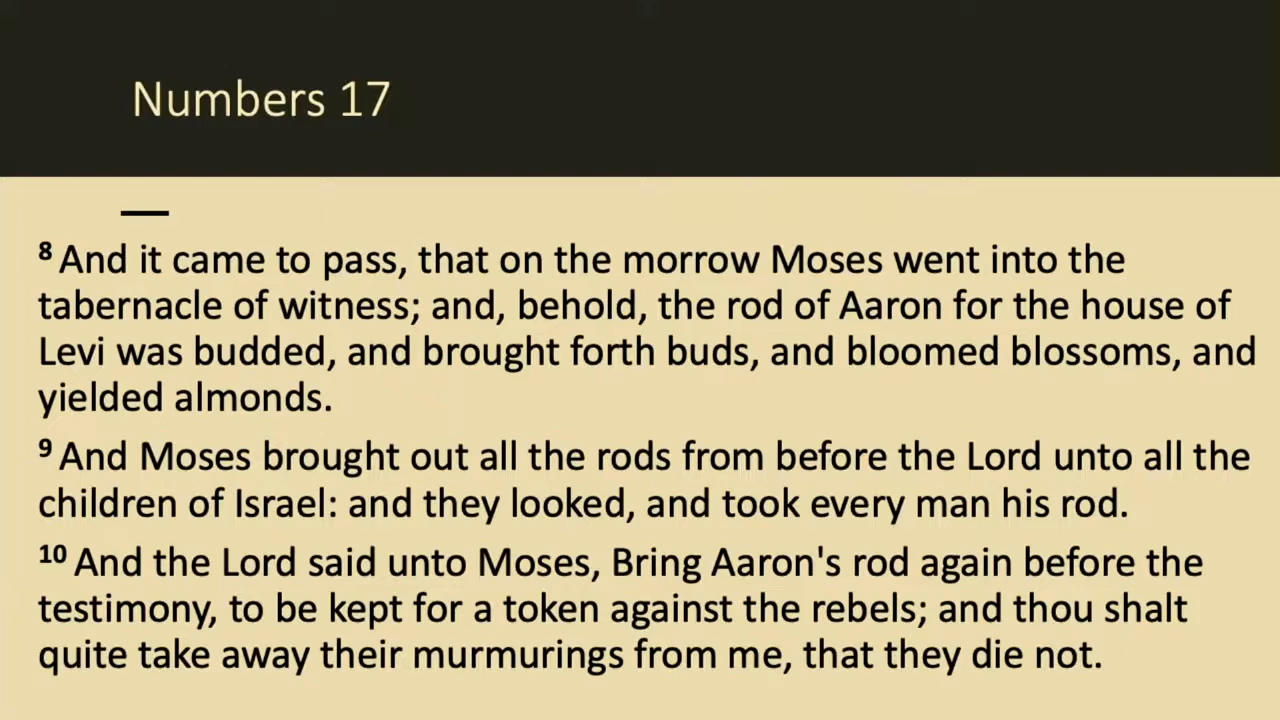 Numbers 17
8 And it came to pass, that on the morrow Moses went into the
tabernacle of witness; and, behold, the rod of Aaron for the house of
Levi was budded, and brought forth buds, and bloomed blossoms, and
yielded almonds.
9 And Moses brought out all the rods from before the Lord unto all the
children of Israel: and they looked, and took every man his rod.
10 And the Lord said unto Moses, Bring Aaron's rod again before the
testimony, to be kept for a token against the rebels; and thou shalt
quite take away their murmurings from me, that they die not.